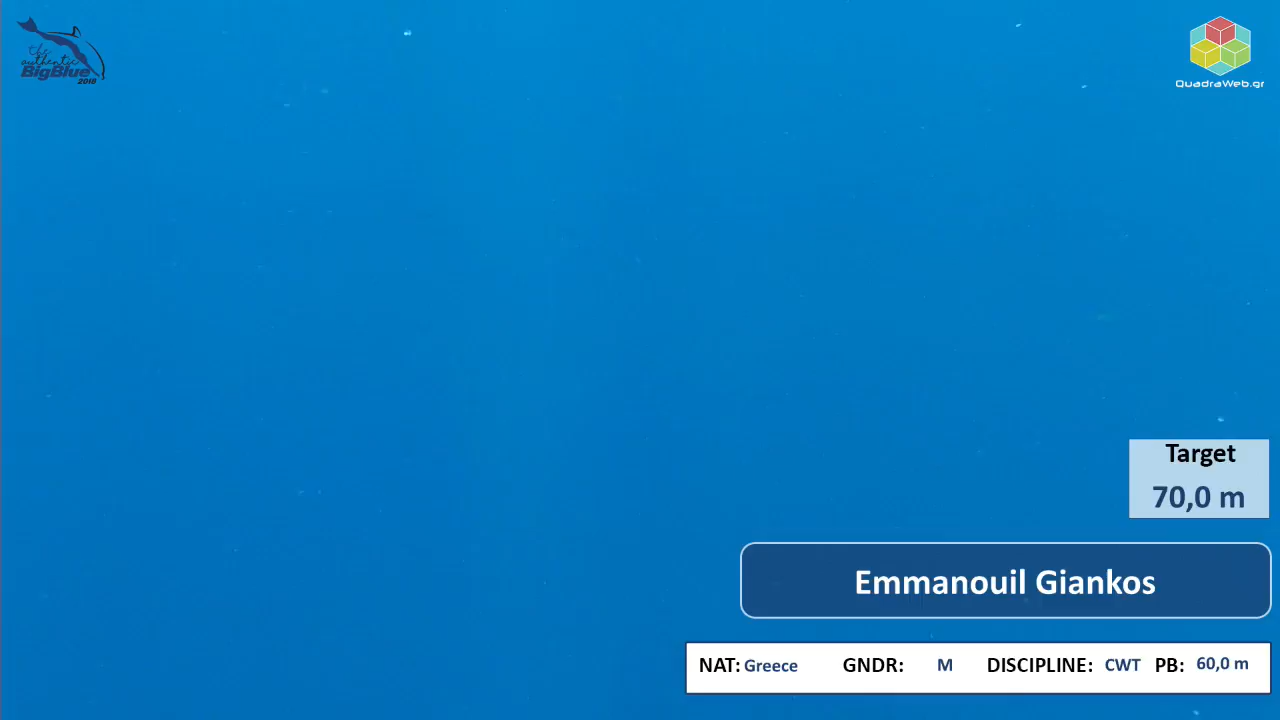 the
authentic
BigBlue
2018
QuadraWeb.gr
Target
70,0 m
Emmanouil Giankos
NAT: Greece GNDR: M DISCIPLINE: CWT PB: 60,0 m